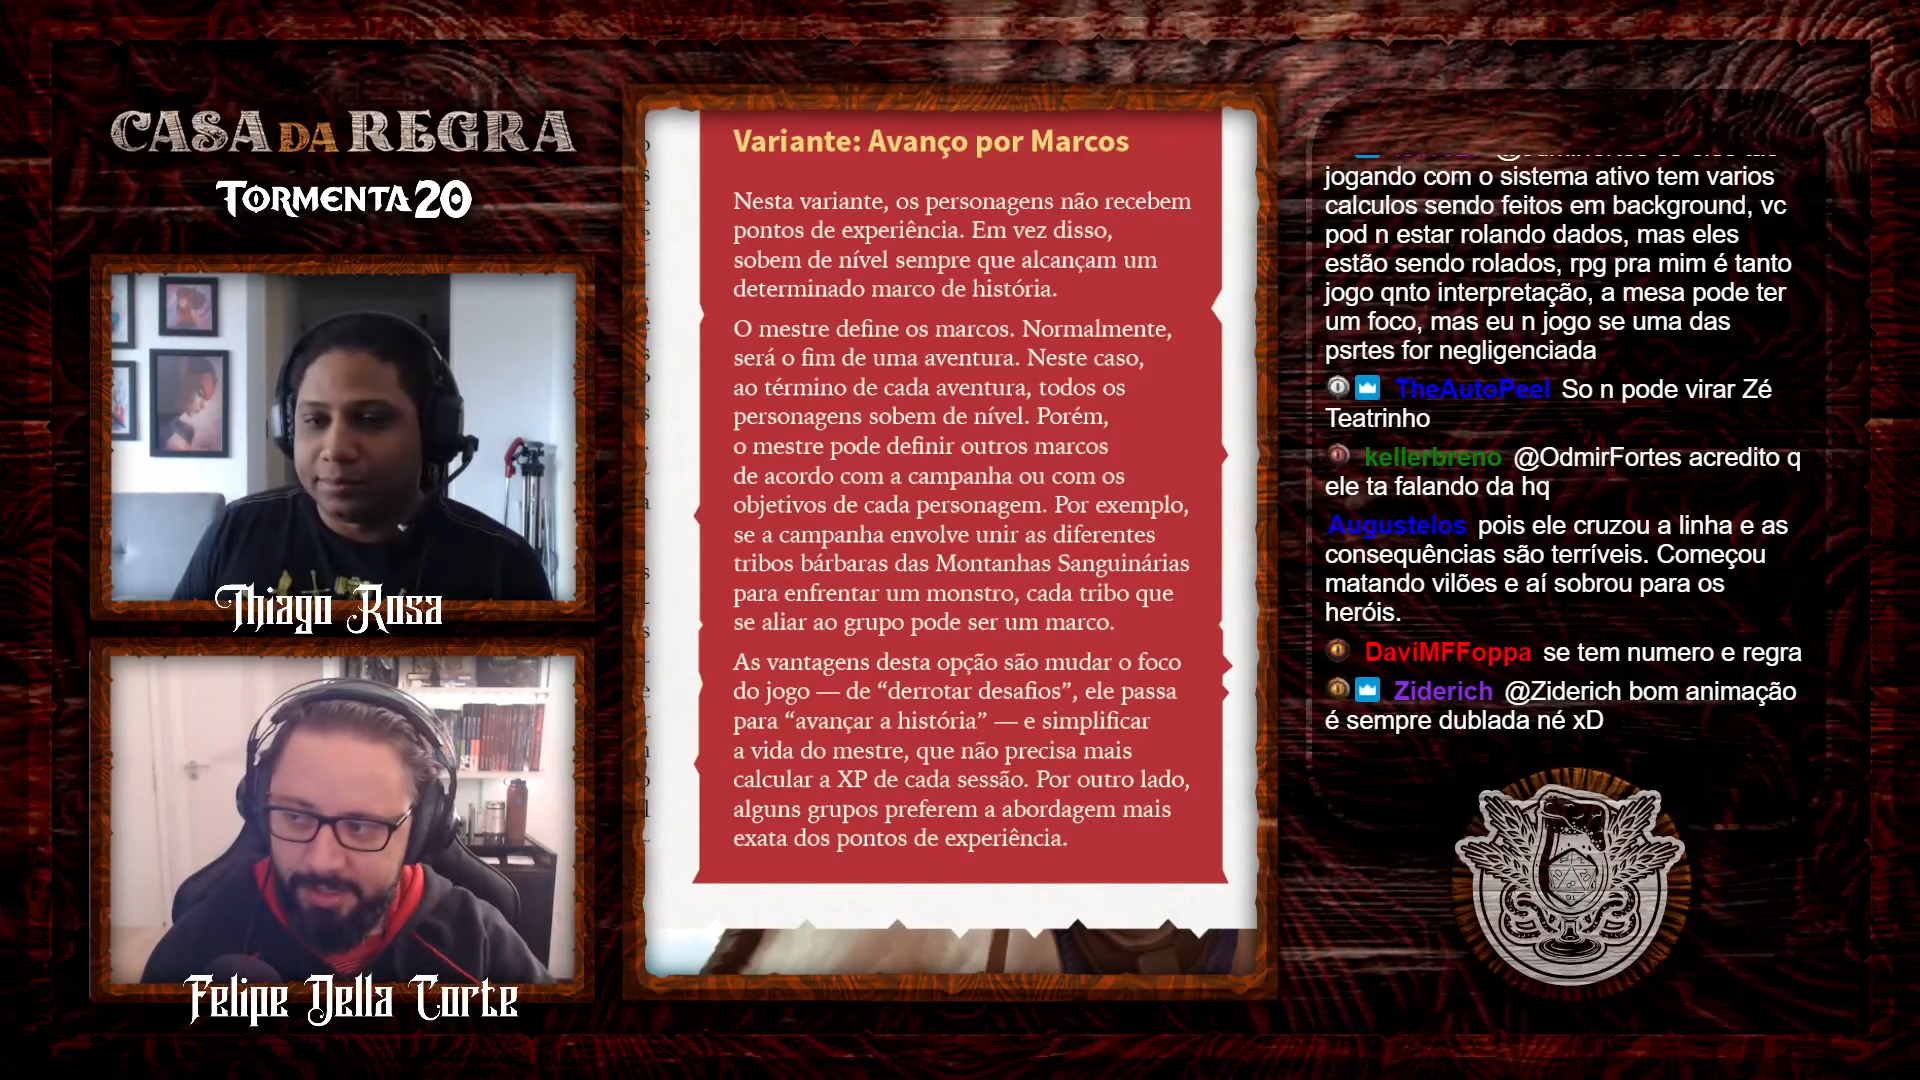 CASA DA REGRA
TORMENTA20
Thiago Rosa
Felipe Della Corte
Variante: Avanço por Marcos
Nesta variante, os personagens não recebem
pontos de experiência. Em vez disso,
sobem de nível sempre que alcançam um
determinado marco de história.
O mestre define os marcos. Normalmente,
será o fim de uma aventura. Neste caso,
ao término de cada aventura, todos os
personagens sobem de nível. Porém,
o mestre pode definir outros marcos
de acordo com a campanha ou com os
objetivos de cada personagem. Por exemplo,
se a campanha envolve unir as diferentes
tribos bárbaras das Montanhas Sanguinárias
para enfrentar um monstro, cada tribo que
se aliar ao grupo pode ser um marco.
As vantagens desta opção são mudar o foco
do jogo — de “derrotar desafios”, ele passa
para “avançar a história” — e simplificar
a vida do mestre, que não precisa mais
calcular a XP de cada sessão. Por outro lado,
alguns grupos preferem a abordagem mais
exata dos pontos de experiência.
jogando com o sistema ativo tem varios
calculos sendo feitos em background, vc
pod n estar rolando dados, mas eles
estão sendo rolados, rpg pra mim é tanto
jogo qnto interpretação, a mesa pode ter
um foco, mas eu n jogo se uma das
psrtes for negligenciada
TheAutoPeel So n pode virar Zé
Teatrinho
kellerbreno @OdmirFortes acredito q
ele ta falando da hq
Augustelos pois ele cruzou a linha e as
consequências são terríveis. Começou
matando vilões e aí sobrou para os
heróis.
DaviMFFoppa se tem numero e regra
Ziderich @Ziderich bom animação
é sempre dublada né xD